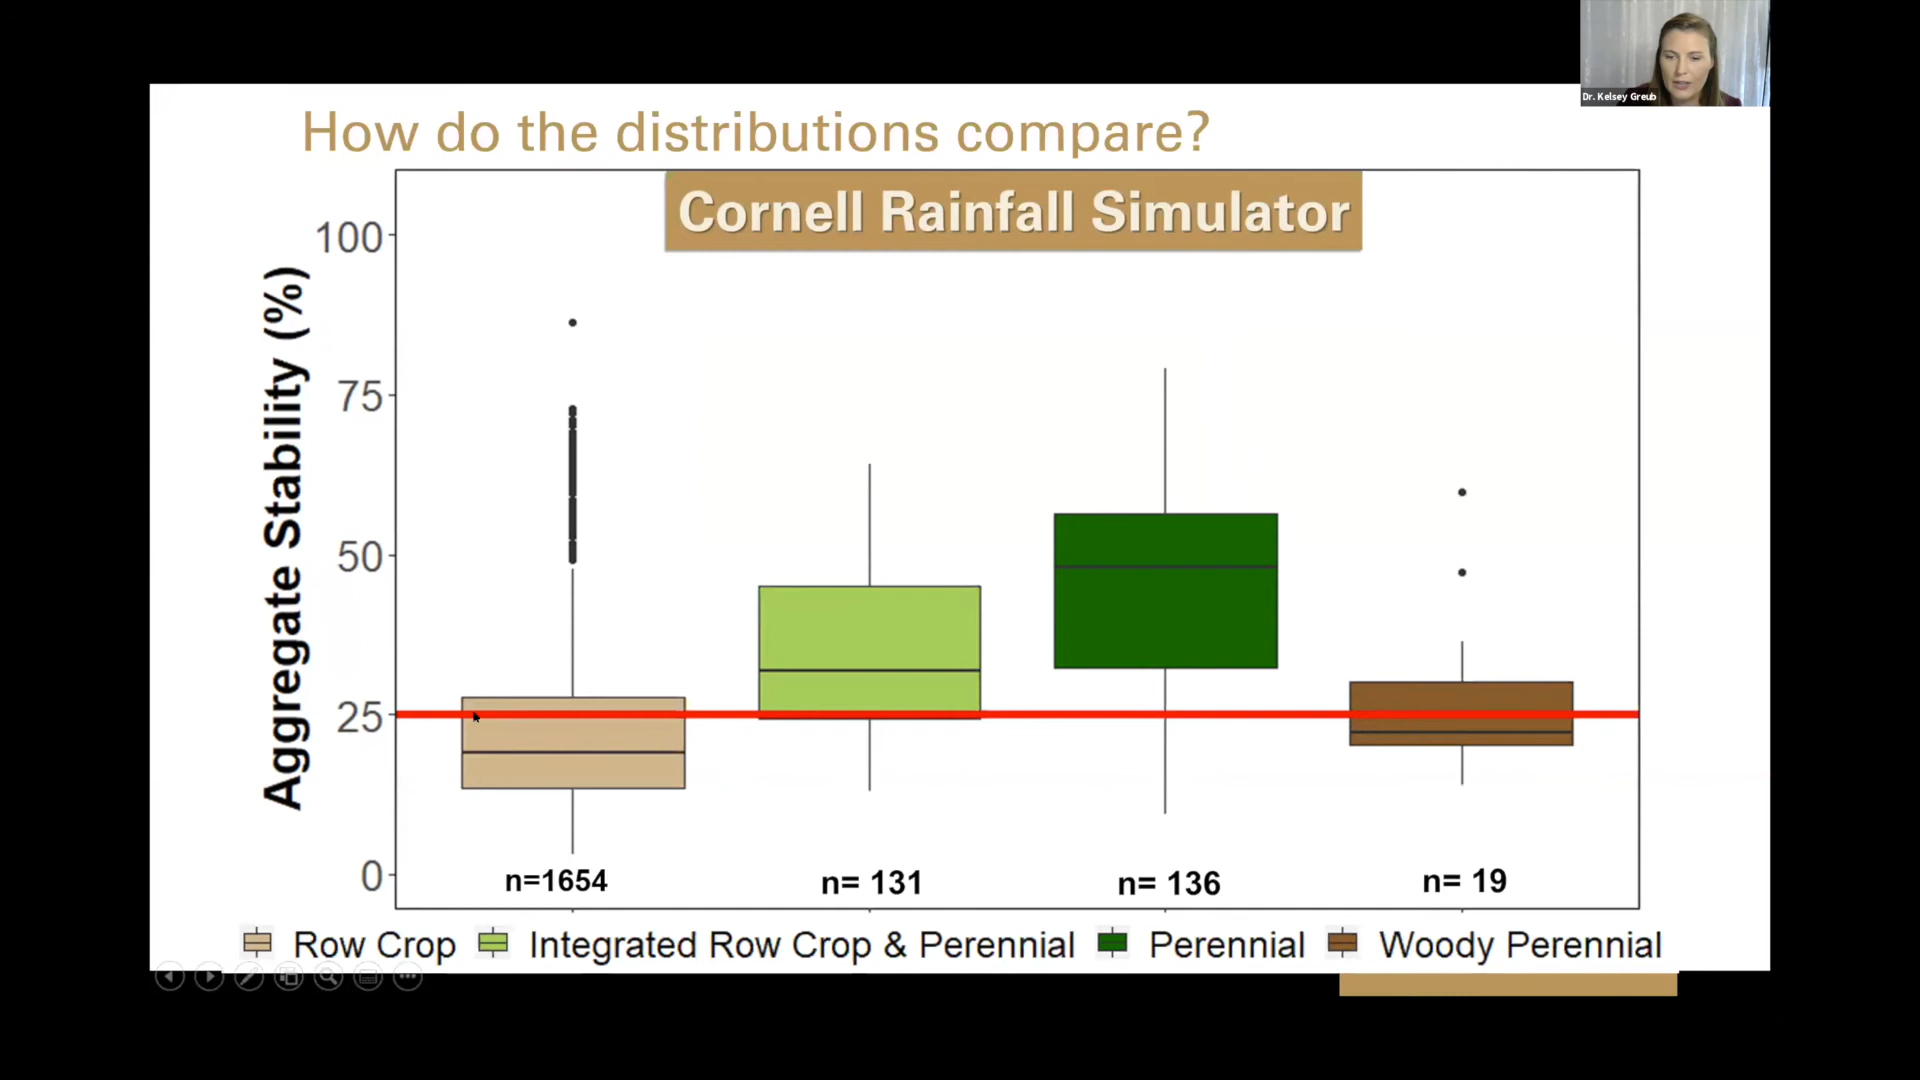 Dr. Kelsey Greub
How do the distributions compare?
Cornell Rainfall Simulator
Aggregate Stability (%)
100
75
50
25
0
n=1654 n= 131 n= 136 n= 19
Row Crop Integrated Row Crop & Perennial Perennial Woody Perennial